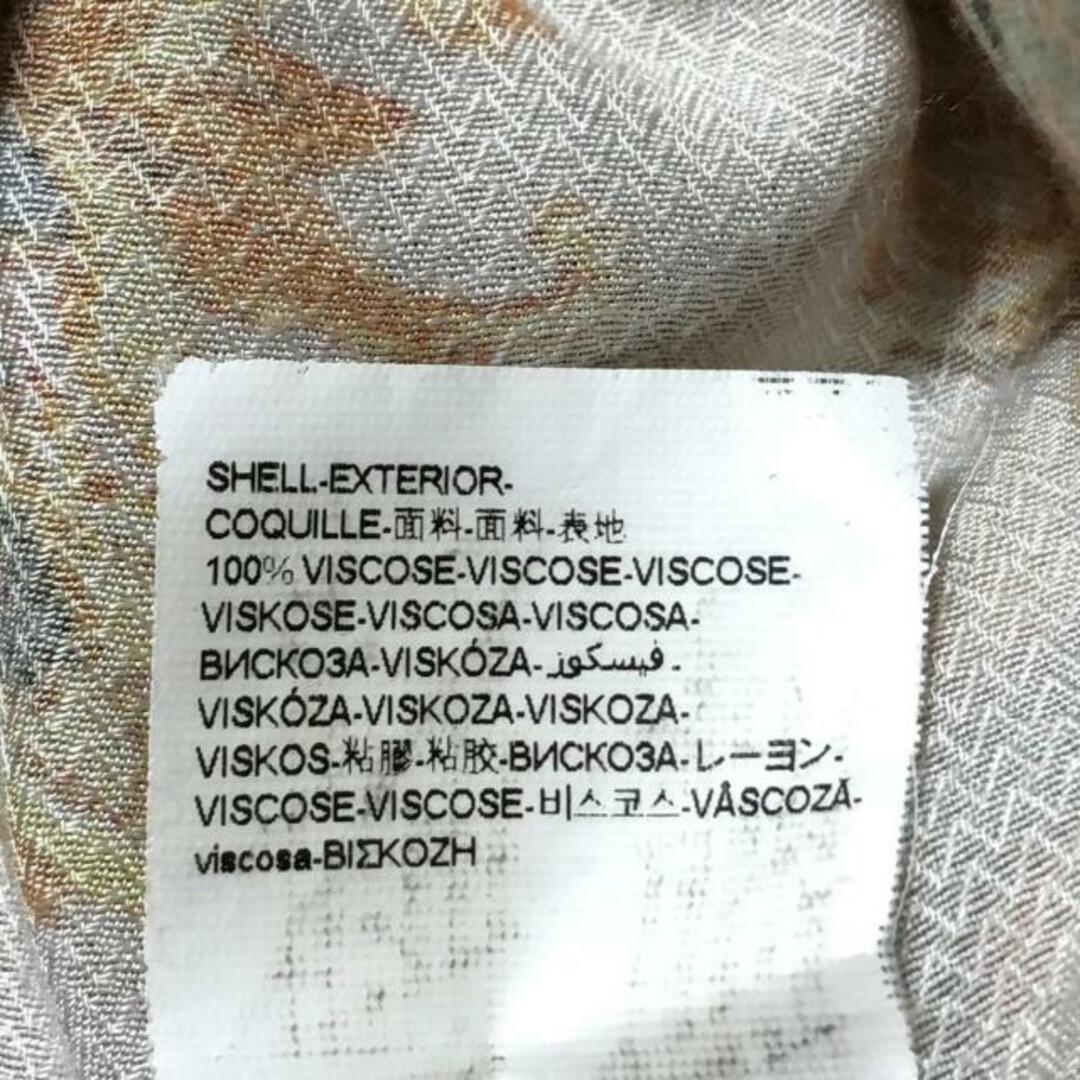 SHELL-EXTERIOR-
COQUILLE-面料-面料-表地
100% VISCOSE-VISCOSE-VISCOSE-
VISKOSE-VISCOSA-VISCOSA-
ВИСКОЗА-VISKÓZA-فيسكوز-
VISKÓZA-VISKOZA-VISKOZA-
VISKOS-粘膠-粘胶-ВИСКОЗА-レーヨン-
VISCOSE-VISCOSE-비스코스-VÂSCOZĂ-
viscosa-ΒΙΣΚΟΖΗ